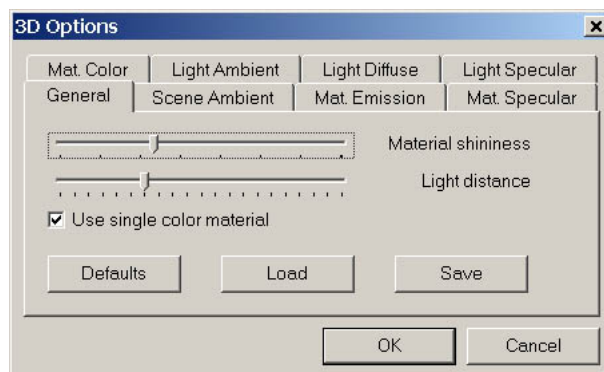 3D Options
Mat. Color Light Ambient Light Diffuse Light Specular
General Scene Ambient Mat. Emission Mat. Specular
Material shininess
Light distance
Use single color material
Defaults Load Save
OK Cancel